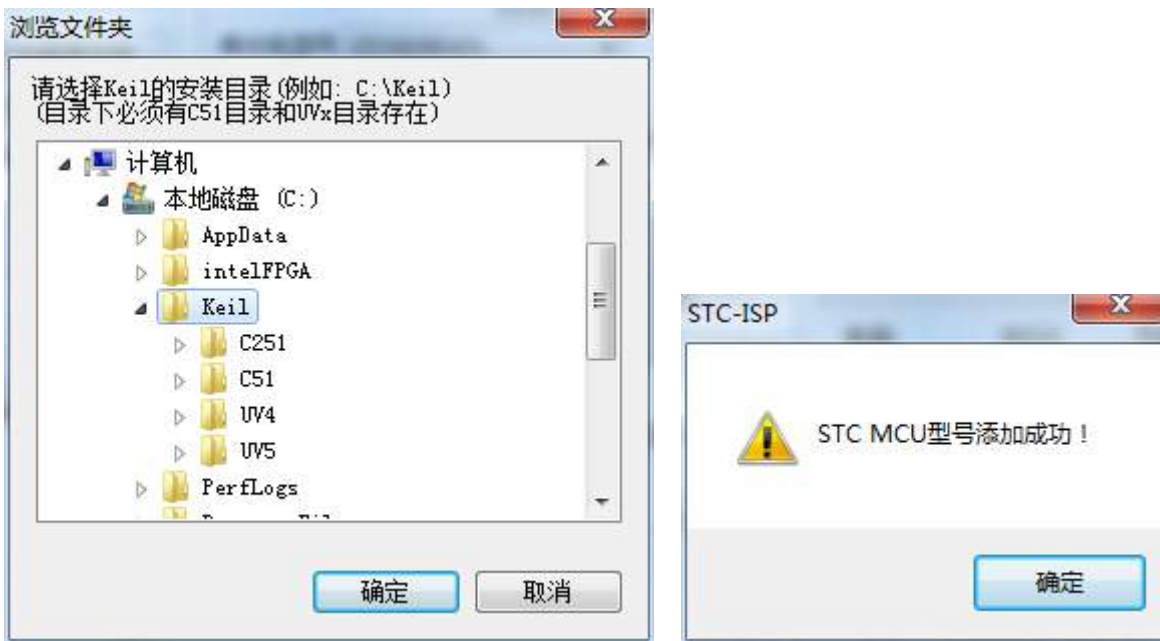 浏览文件夹
请选择Keil的安装目录(例如: C:\Keil)
(目录下必须有C51目录和UVx目录存在)
计算机
本地磁盘 (C:)
AppData
intelFPGA
Keil
C251
C51
UV4
UV5
PerfLogs
确定
取消
STC-ISP
STC MCU型号添加成功！
确定